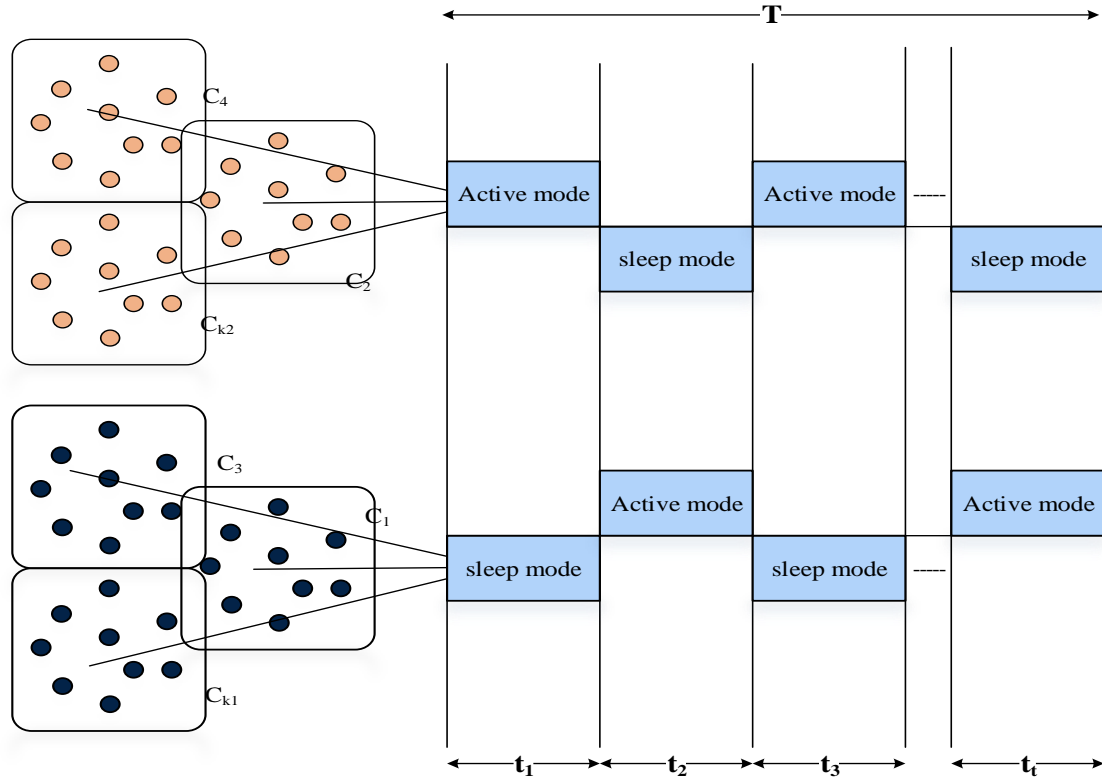 T
C4
Active mode
Active mode
-----
sleep mode
sleep mode
C2
Ck2
C3
Active mode
Active mode
C1
sleep mode
sleep mode
-----
Ck1
t1
t2
t3
tt